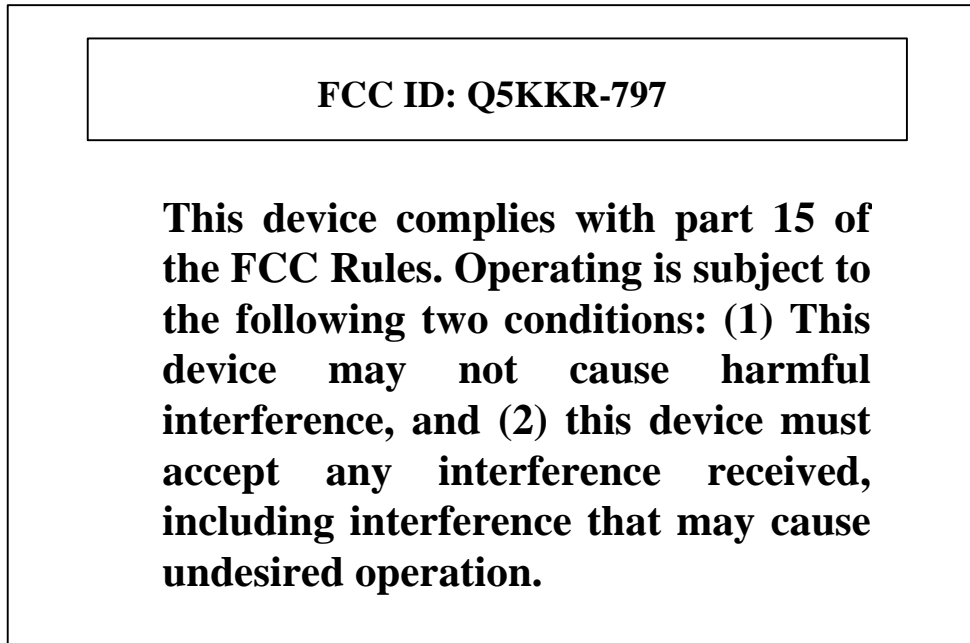 FCC ID: Q5KKR-797
This device complies with part 15 of
the FCC Rules. Operating is subject to
the following two conditions: (1) This
device may not cause harmful
interference, and (2) this device must
accept any interference received,
including interference that may cause
undesired operation.